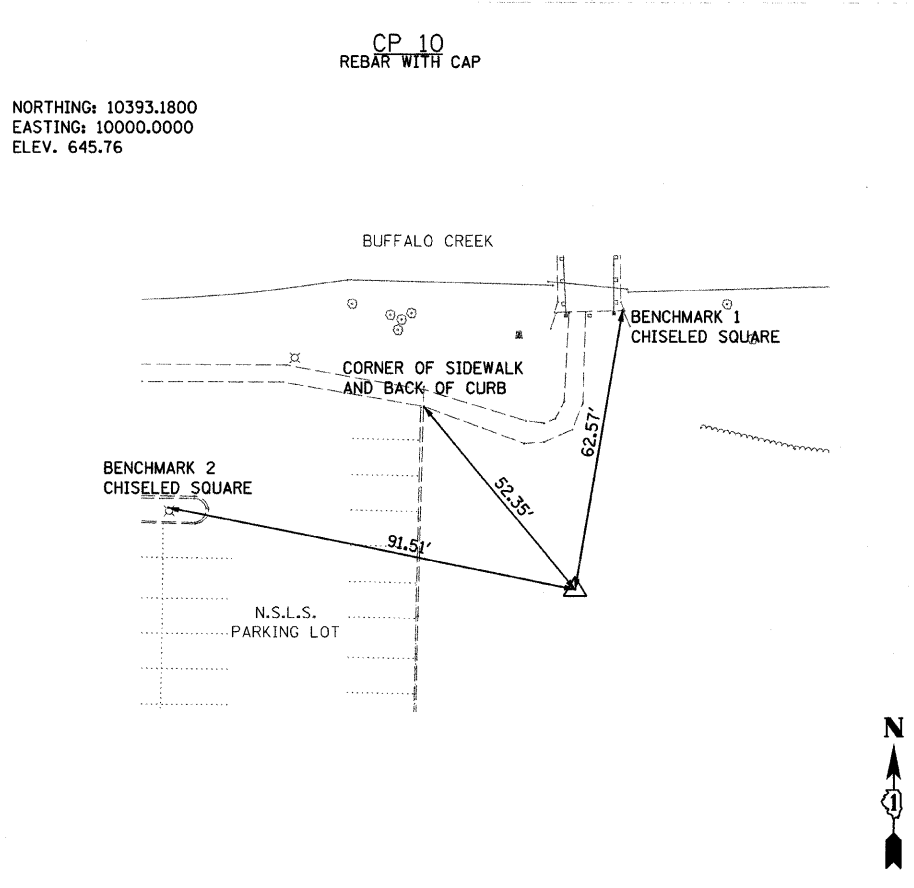 CP 10
REBAR WITH CAP
NORTHING: 10393.1800
EASTING: 10000.0000
ELEV. 645.76
BUFFALO CREEK
BENCHMARK 1
CHISELED SQUARE
CORNER OF SIDEWALK
AND BACK OF CURB
62.57'
BENCHMARK 2
CHISELED SQUARE
52.35'
91.51'
N.S.L.S.
PARKING LOT
N
1